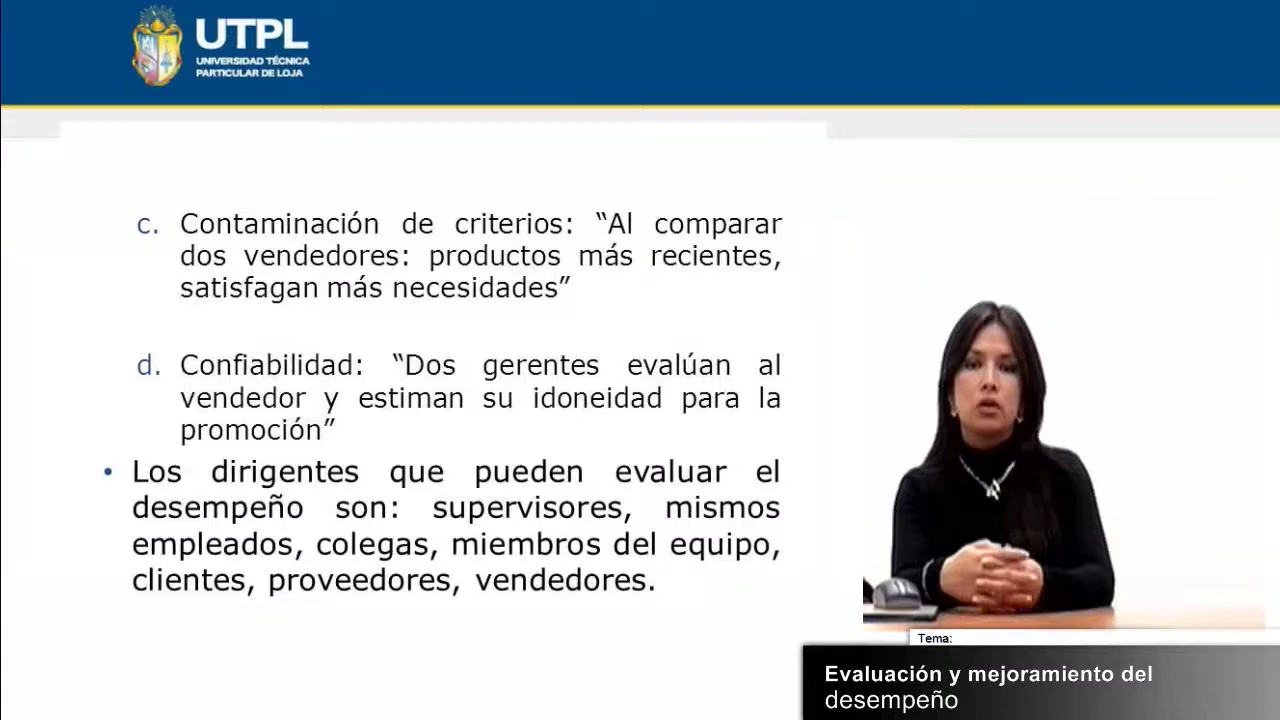 UTPL
UNIVERSIDAD TÉCNICA
PARTICULAR DE LOJA
c. Contaminación de criterios: “Al comparar
dos vendedores: productos más recientes,
satisfagan más necesidades”
d. Confiabilidad: “Dos gerentes evalúan al
vendedor y estiman su idoneidad para la
promoción”
• Los dirigentes que pueden evaluar el
desempeño son: supervisores, mismos
empleados, colegas, miembros del equipo,
clientes, proveedores, vendedores.
Tema:
Evaluación y mejoramiento del
desempeño